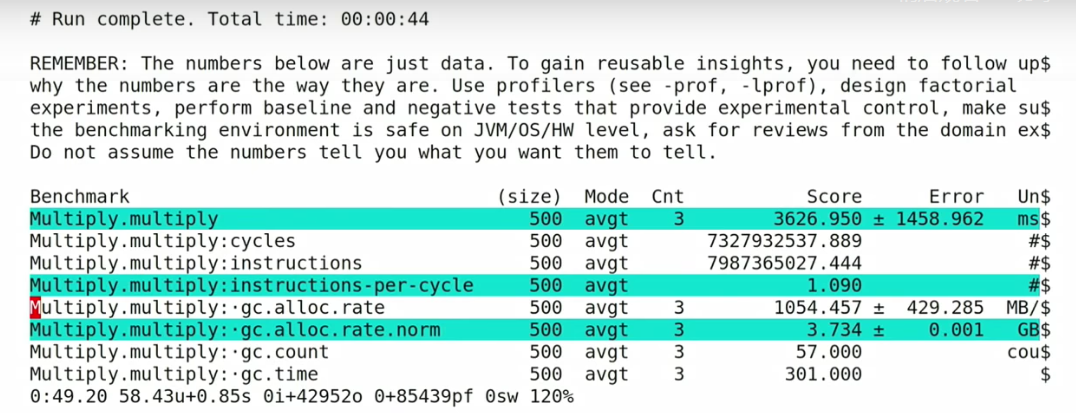 # Run complete. Total time: 00:00:44
REMEMBER: The numbers below are just data. To gain reusable insights, you need to follow up$
why the numbers are the way they are. Use profilers (see -prof, -lprof), design factorial
experiments, perform baseline and negative tests that provide experimental control, make su$
the benchmarking environment is safe on JVM/OS/HW level, ask for reviews from the domain ex$
Do not assume the numbers tell you what you want them to tell.
Benchmark (size) Mode Cnt Score Error Un$
Multiply.multiply 500 avgt 3 3626.950 ± 1458.962 ms$
Multiply.multiply:cycles 500 avgt 7327932537.889 #$
Multiply.multiply:instructions 500 avgt 7987365027.444 #$
Multiply.multiply:instructions-per-cycle 500 avgt 1.090 #$
Multiply.multiply:·gc.alloc.rate 500 avgt 3 1054.457 ± 429.285 MB/$
Multiply.multiply:·gc.alloc.rate.norm 500 avgt 3 3.734 ± 0.001 GB$
Multiply.multiply:·gc.count 500 avgt 3 57.000 cou$
Multiply.multiply:·gc.time 500 avgt 3 301.000 $
0:49.20 58.43u+0.85s 0i+42952o 0+85439pf 0sw 120%